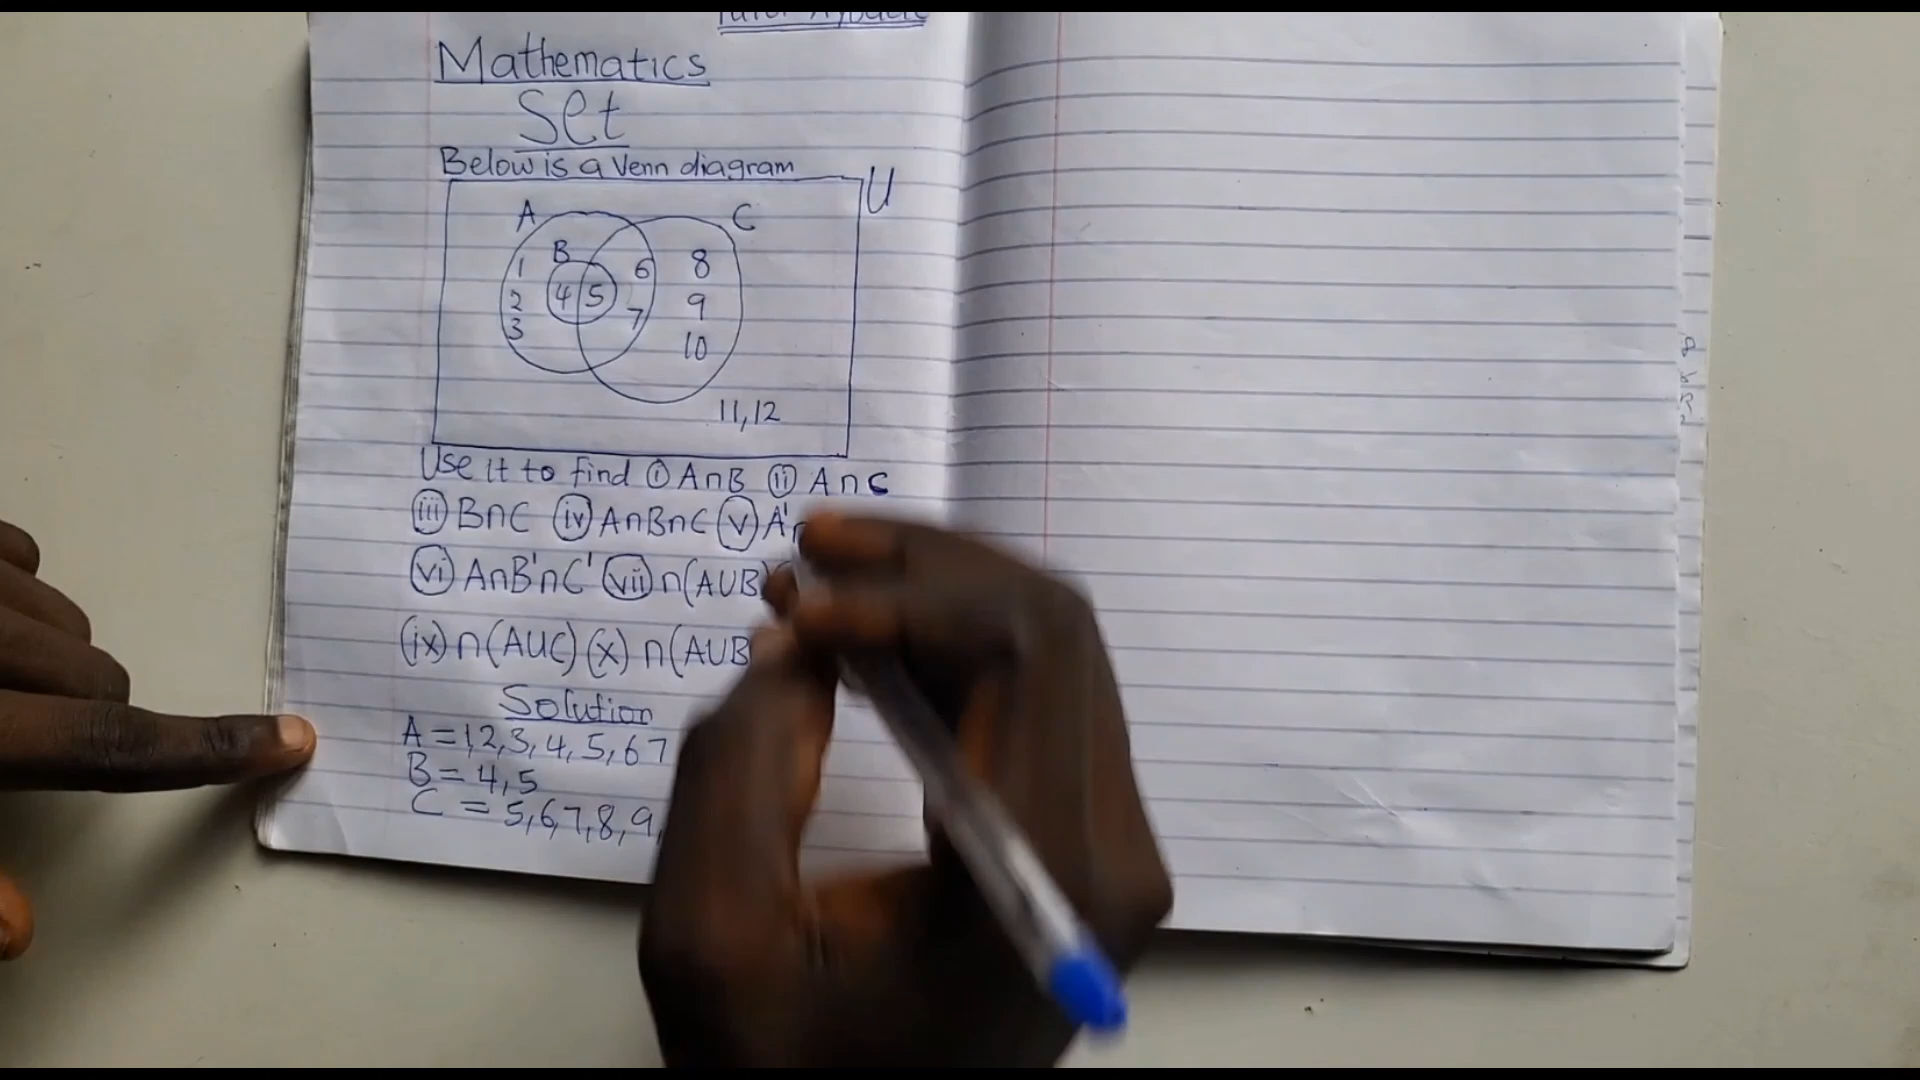 Mathematics
Set
Below is a Venn diagram
U
A
C
B
1
6
8
2
4
5
9
3
7
10
11,12
Use it to find (i) A∩B (ii) A∩C
(iii) B∩C (iv) A∩B∩C (v) A'∩
(vi) A∩B'∩C' (vii) n(AUB)
(ix) n(AUC) (x) n(AUB
Solution
A = 1,2,3,4,5,6 7
B = 4,5
C = 5,6,7,8,9,